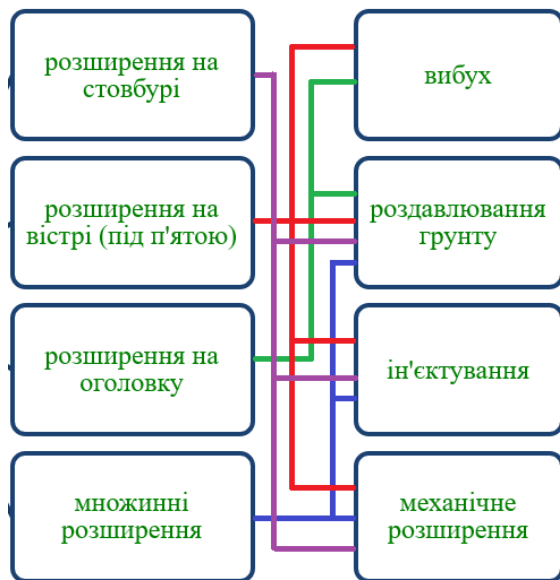 розширення на
стовбурі
розширення на
вістрі (під п'ятою)
розширення на
оголовку
множинні
розширення
вибух
роздавлювання
грунту
ін'єктування
механічне
розширення